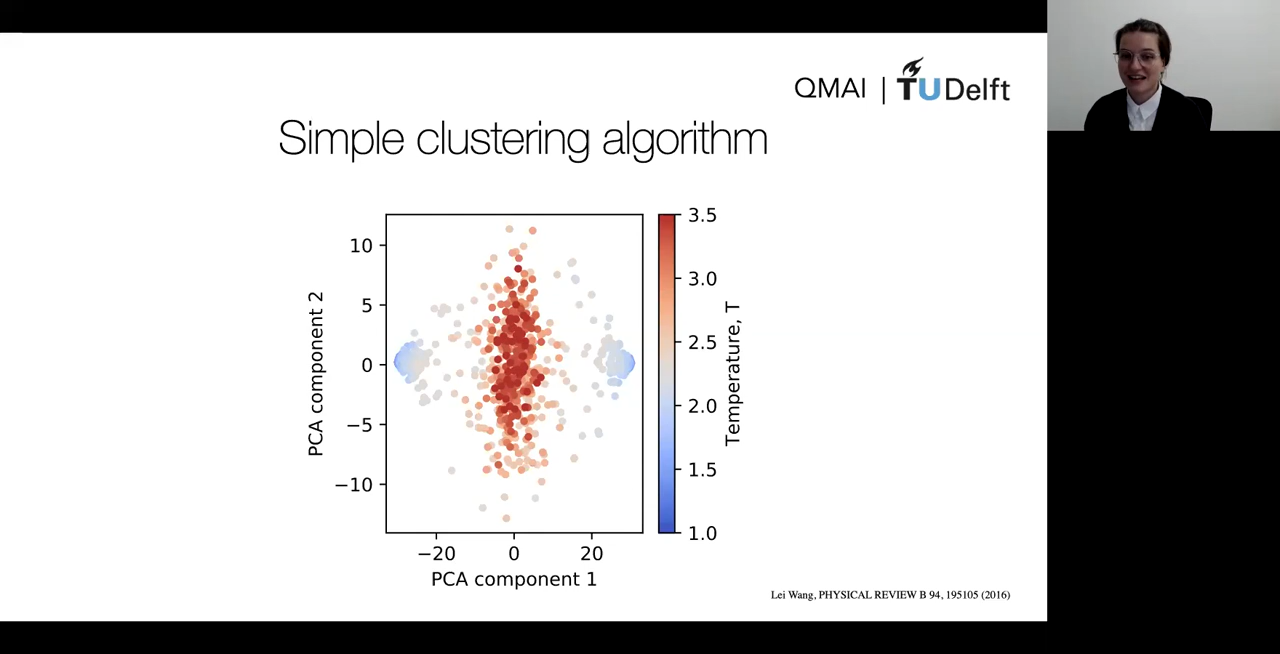 QMAI | TUDelft
Simple clustering algorithm
3.5
3.0
2.5
2.0
1.5
1.0
Temperature, T
10
5
0
−5
−10
PCA component 2
−20 0 20
PCA component 1
Lei Wang, PHYSICAL REVIEW B 94, 195105 (2016)